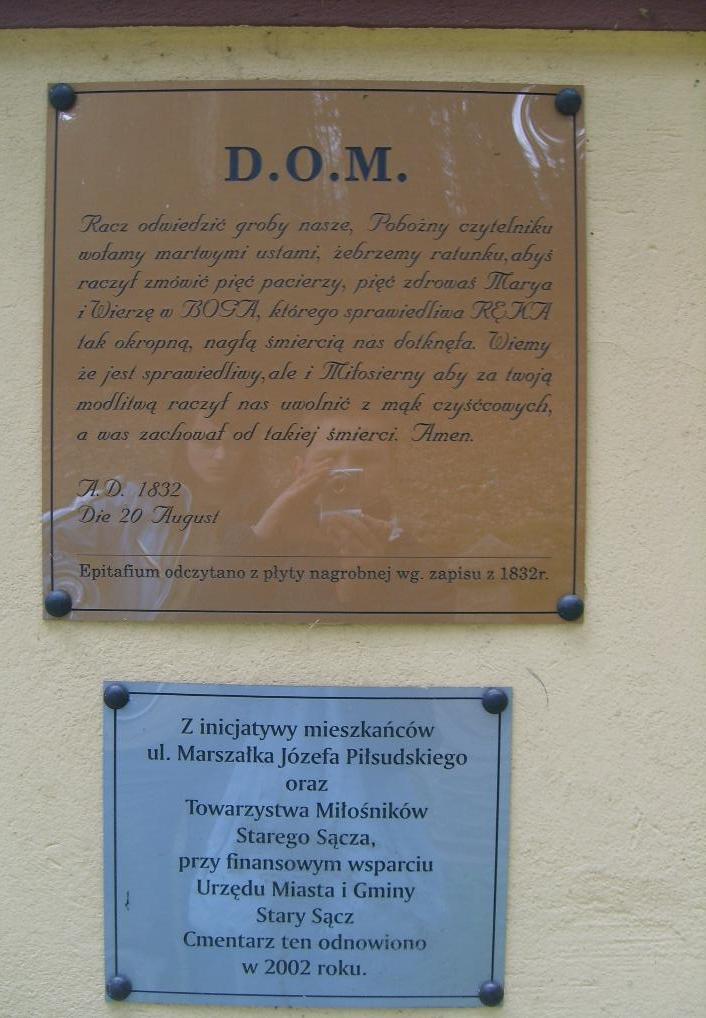 D.O.M.
Racz odwiedzić groby nasze, Pobożny czytelniku
wołamy martwymi ustami, żebrzemy ratunku, abyś
raczył zmówić pięć pacierzy, pięć zdrowaś Marya
i Wierzę w BOGA, którego sprawiedliwa RĘKA
tak okropną, nagłą śmiercią nas dotknęła. Wiemy
że jest sprawiedliwy, ale i Miłosierny aby za twoją
modlitwą raczył nas uwolnić z mąk czyśćcowych,
a was zachował od takiej śmierci. Amen.
A.D. 1832
Die 20 August
Epitafium odczytano z płyty nagrobnej wg. zapisu z 1832r.
Z inicjatywy mieszkańców
ul. Marszałka Józefa Piłsudskiego
oraz
Towarzystwa Miłośników
Starego Sącza,
przy finansowym wsparciu
Urzędu Miasta i Gminy
Stary Sącz
Cmentarz ten odnowiono
w 2002 roku.